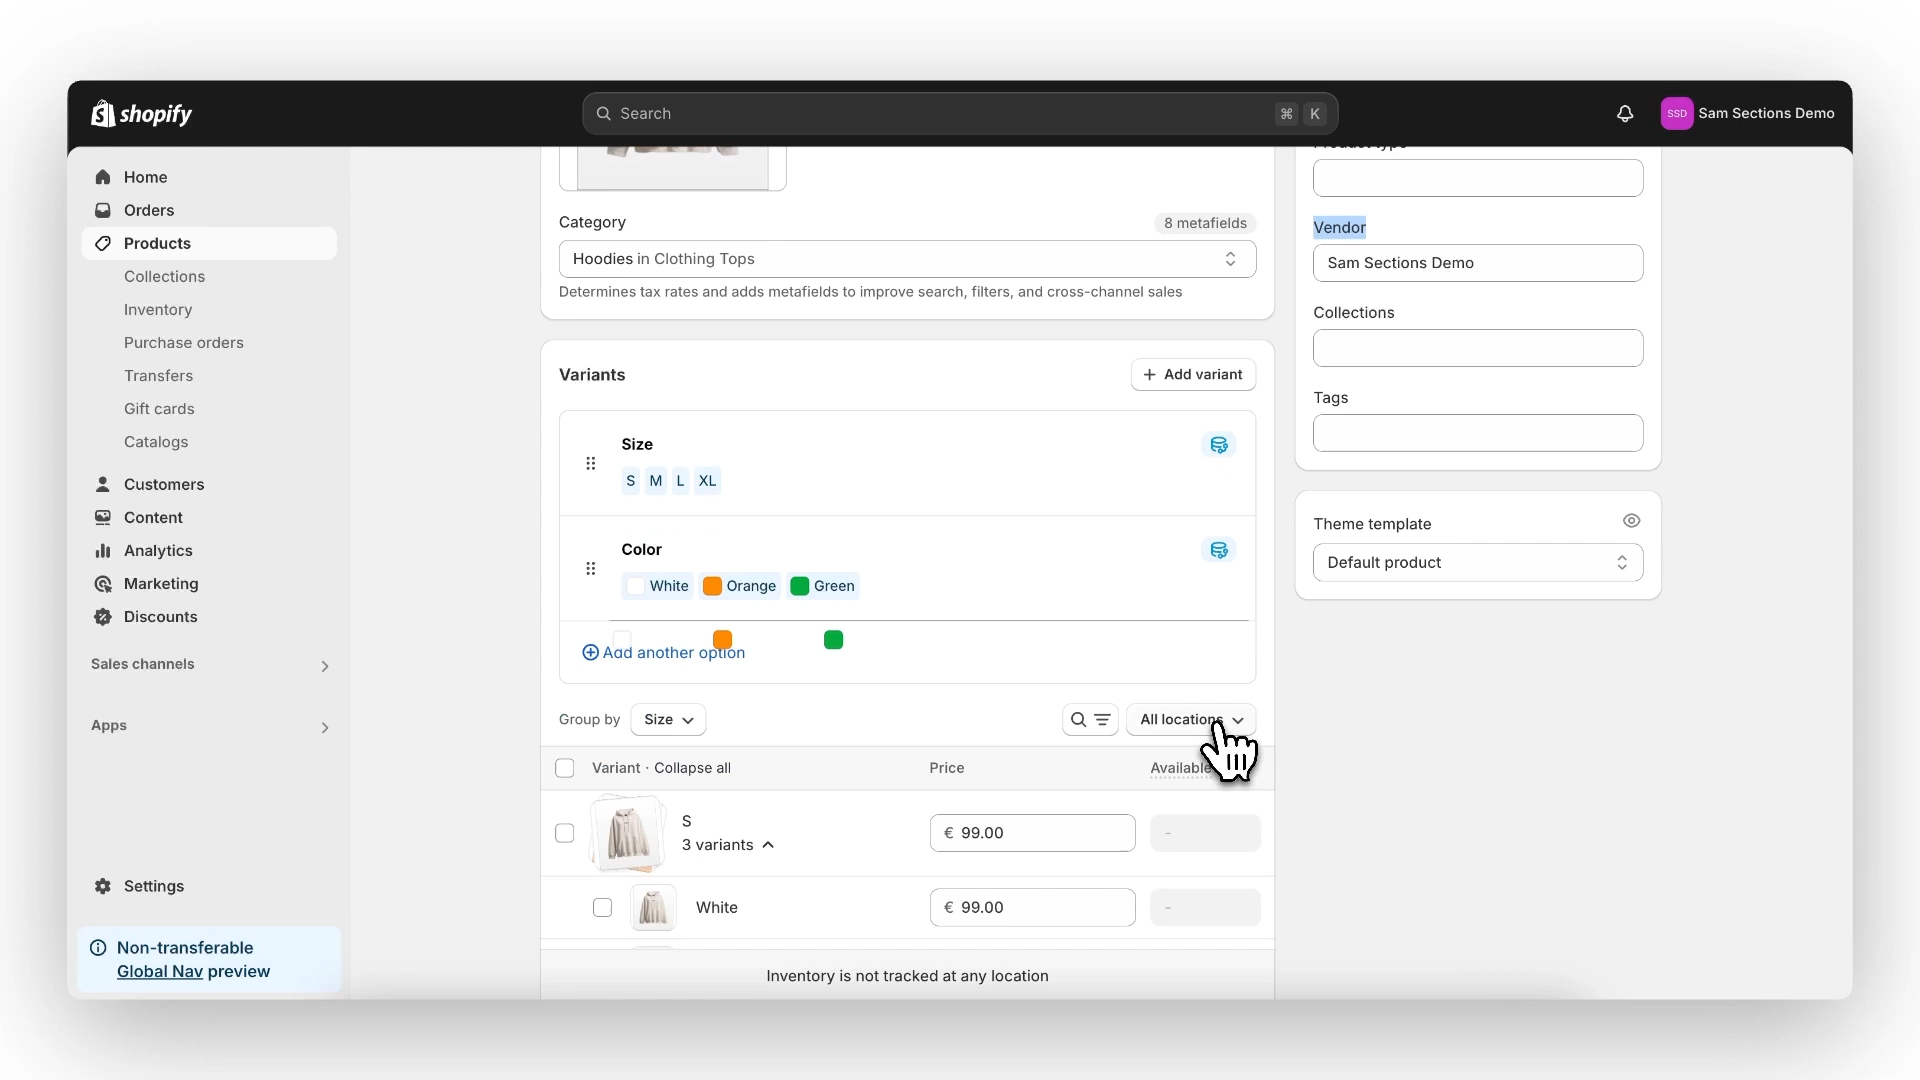 shopify
Search
⌘ K
SSD
Sam Sections Demo
Home
Orders
Products
Collections
Inventory
Purchase orders
Transfers
Gift cards
Catalogs
Customers
Content
Analytics
Marketing
Discounts
Sales channels
Apps
Settings
Non-transferable
Global Nav preview
Category
8 metafields
Hoodies in Clothing Tops
Determines tax rates and adds metafields to improve search, filters, and cross-channel sales
Variants
Add variant
Size
S M L XL
Color
White Orange Green
Add another option
Group by
Size
All locations
Variant · Collapse all
Price
Available
S
3 variants
€ 99.00
-
White
€ 99.00
-
Inventory is not tracked at any location
Product type
Vendor
Sam Sections Demo
Collections
Tags
Theme template
Default product